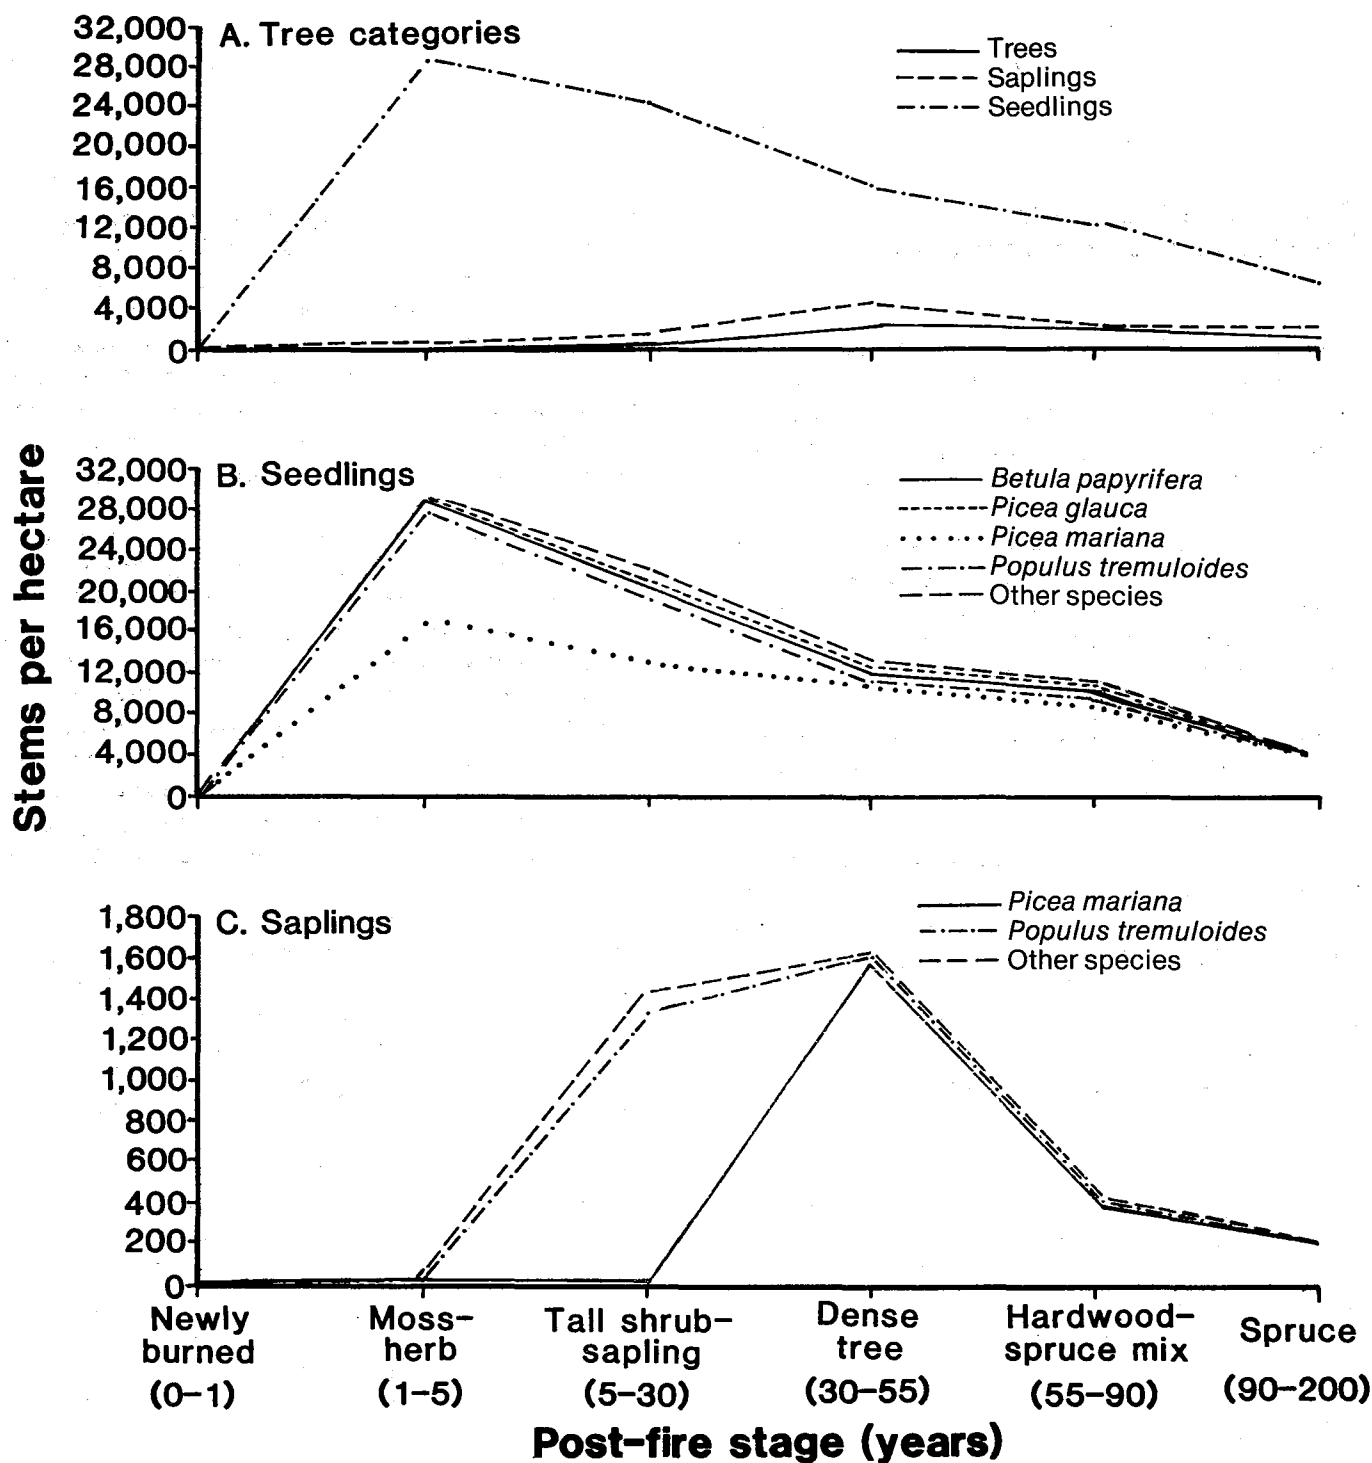 A. Tree categories
Trees
Saplings
Seedlings
32,000
28,000
24,000
20,000
16,000
12,000
8,000
4,000
0
Stems per hectare
B. Seedlings
Betula papyrifera
Picea glauca
Picea mariana
Populus tremuloides
Other species
32,000
28,000
24,000
20,000
16,000
12,000
8,000
4,000
0
C. Saplings
Picea mariana
Populus tremuloides
Other species
1,800
1,600
1,400
1,200
1,000
800
600
400
200
0
Newly
burned
(0–1)
Moss–
herb
(1–5)
Tall shrub–
sapling
(5–30)
Dense
tree
(30–55)
Hardwood–
spruce mix
(55–90)
Spruce
(90–200)
Post–fire stage (years)